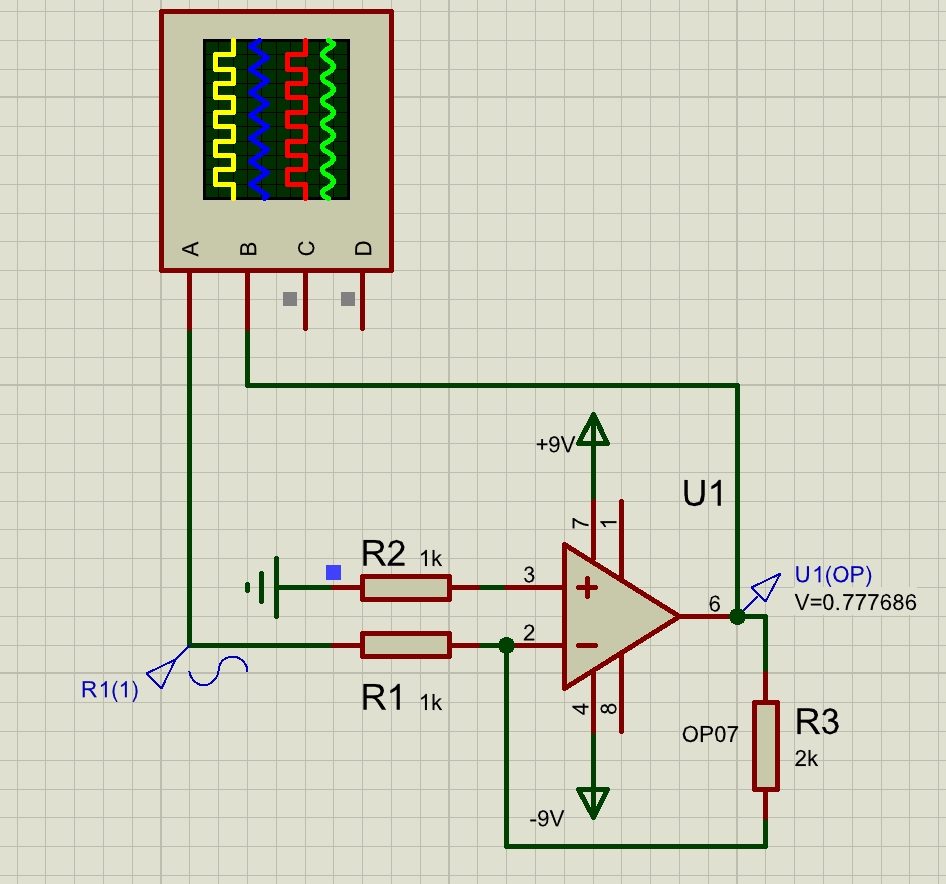 A
B
C
D
+9V
U1
7
1
R2 1k
3
6
U1(OP)
V=0.777686
2
R1(1)
R1 1k
4
8
OP07
R3
2k
-9V